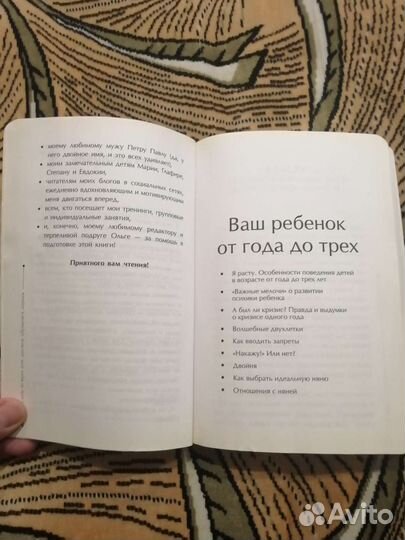 • моему любимому мужу Петру Павлу (да, у
него двойное имя, и это всех удивляет),
• моим замечательным детям Марии, Глафире,
Степану и Евдокии,
• читателям моих блогов в социальных сетях,
ежедневно вдохновляющим и мотивирующим
меня двигаться вперед,
• всем, кто посещает мои тренинги, групповые
и индивидуальные занятия,
• и, конечно, моему любимому редактору и
терпеливой подруге Ольге — за помощь в
подготовке этой книги!
Приятного вам чтения!
Ваш ребенок
от года до трех
• Я расту. Особенности поведения детей
в возрасте от года до трех лет
• «Важные мелочи» о развитии
психики ребенка
• А был ли кризис? Правда и выдумки
о кризисе одного года
• Волшебные двухлетки
• Как вводить запреты
• «Накажу!» Или нет?
• Двойня
• Как выбрать идеальную няню
• Отношения с няней
Avito